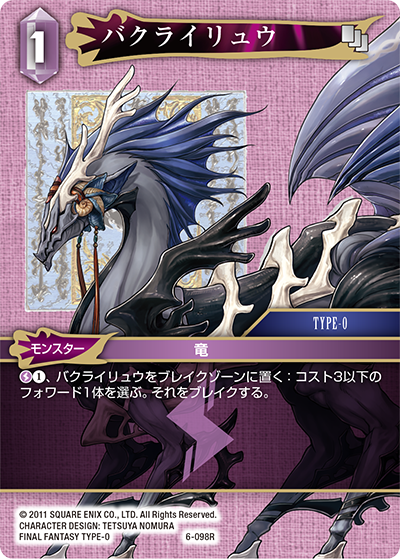 1
バクライリュウ
TYPE-0
モンスター
竜
❶、バクライリュウをブレイクゾーンに置く：コスト3以下の
フォワード1体を選ぶ。それをブレイクする。
© 2011 SQUARE ENIX CO., LTD. All Rights Reserved.
CHARACTER DESIGN: TETSUYA NOMURA
FINAL FANTASY TYPE-0
6-098R